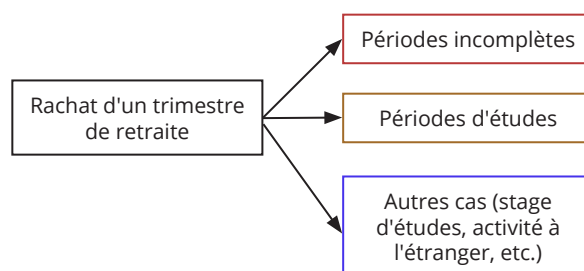 Rachat d'un trimestre
de retraite
Périodes incomplètes
Périodes d'études
Autres cas (stage
d'études, activité à
l'étranger, etc.)